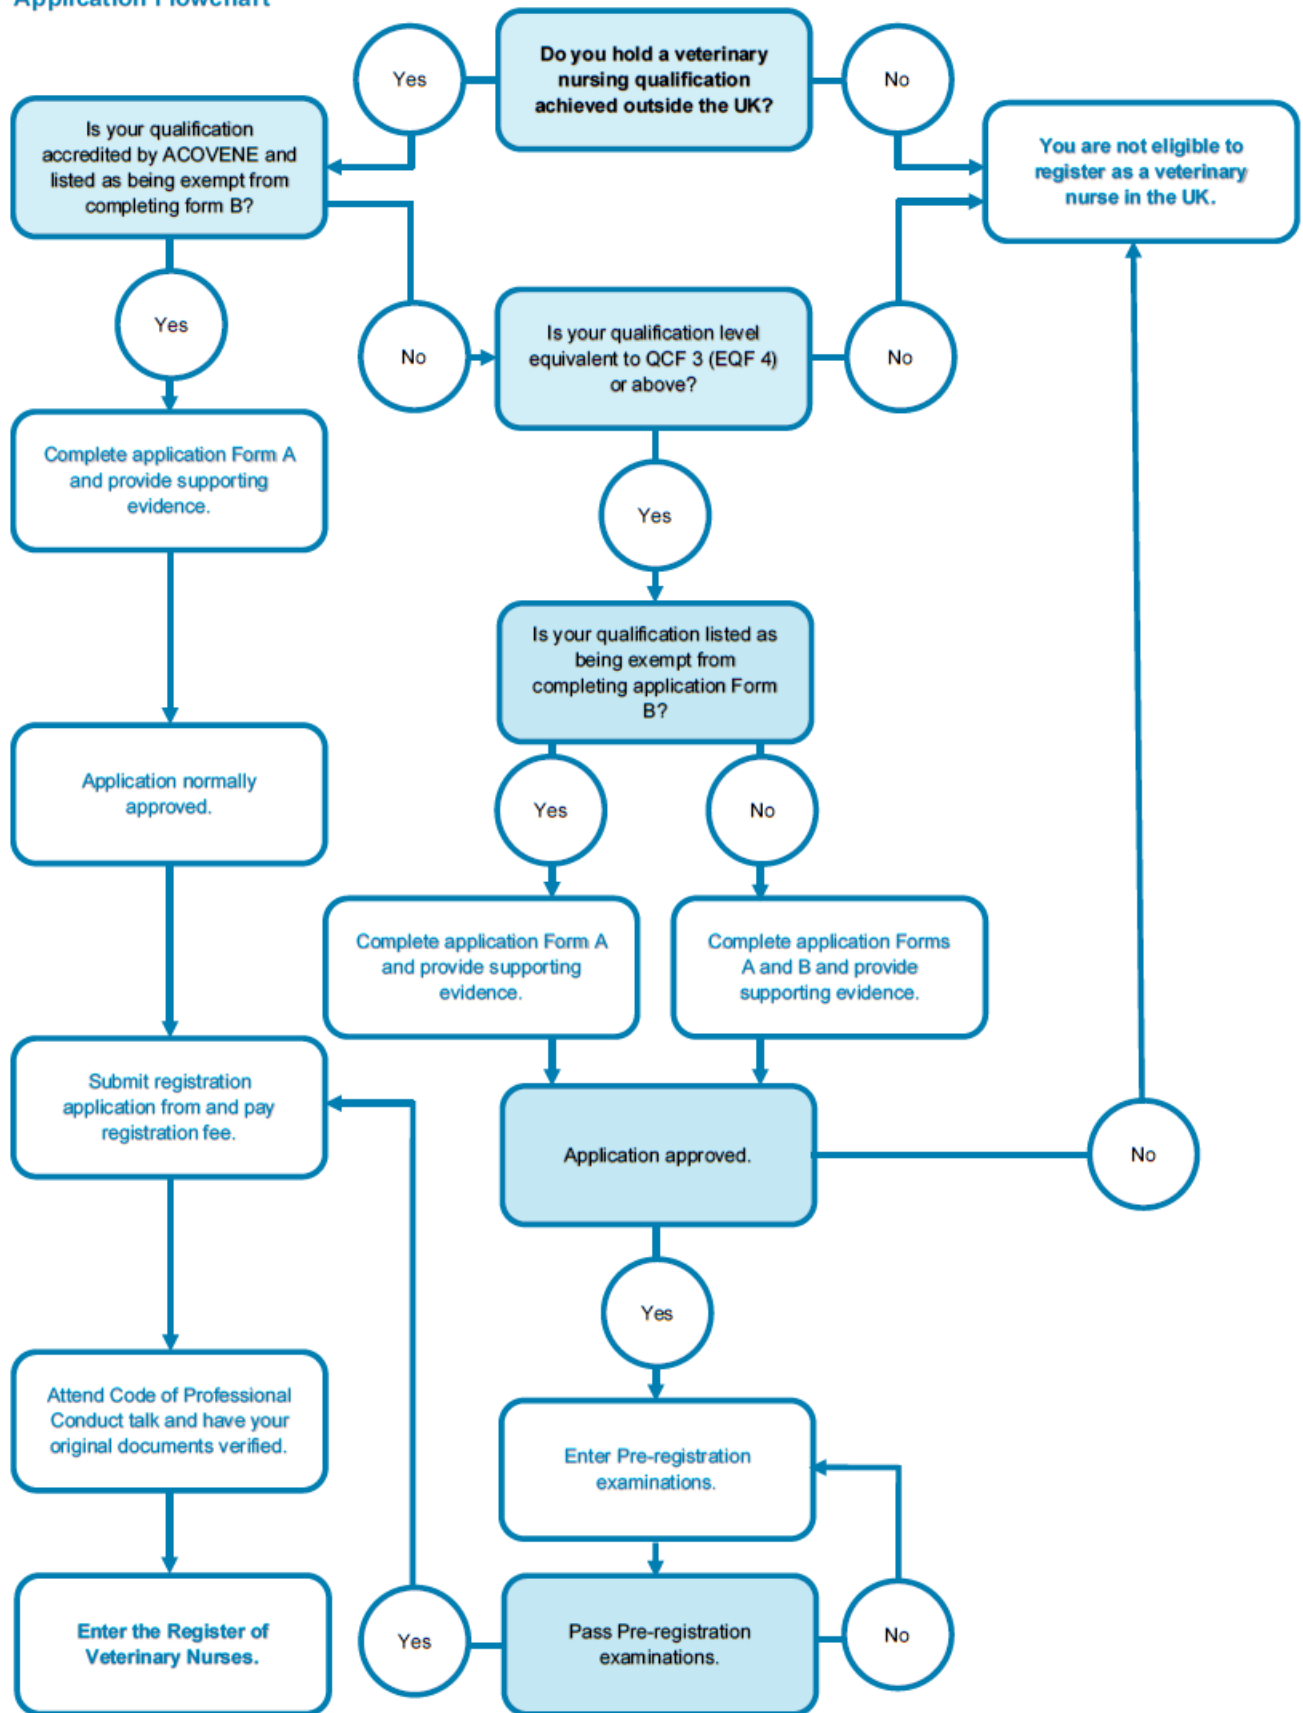 Application Flowchart
Do you hold a veterinary
nursing qualification
achieved outside the UK?
Yes
No
Is your qualification
accredited by ACOVENE and
listed as being exempt from
completing form B?
You are not eligible to
register as a veterinary
nurse in the UK.
Yes
No
Is your qualification level
equivalent to QCF 3 (EQF 4)
or above?
No
Complete application Form A
and provide supporting
evidence.
Yes
Is your qualification listed as
being exempt from
completing application Form
B?
Application normally
approved.
Yes
No
Complete application Form A
and provide supporting
evidence.
Complete application Forms
A and B and provide
supporting evidence.
Submit registration
application from and pay
registration fee.
Application approved.
No
Yes
Attend Code of Professional
Conduct talk and have your
original documents verified.
Enter Pre-registration
examinations.
Enter the Register of
Veterinary Nurses.
Yes
Pass Pre-registration
examinations.
No